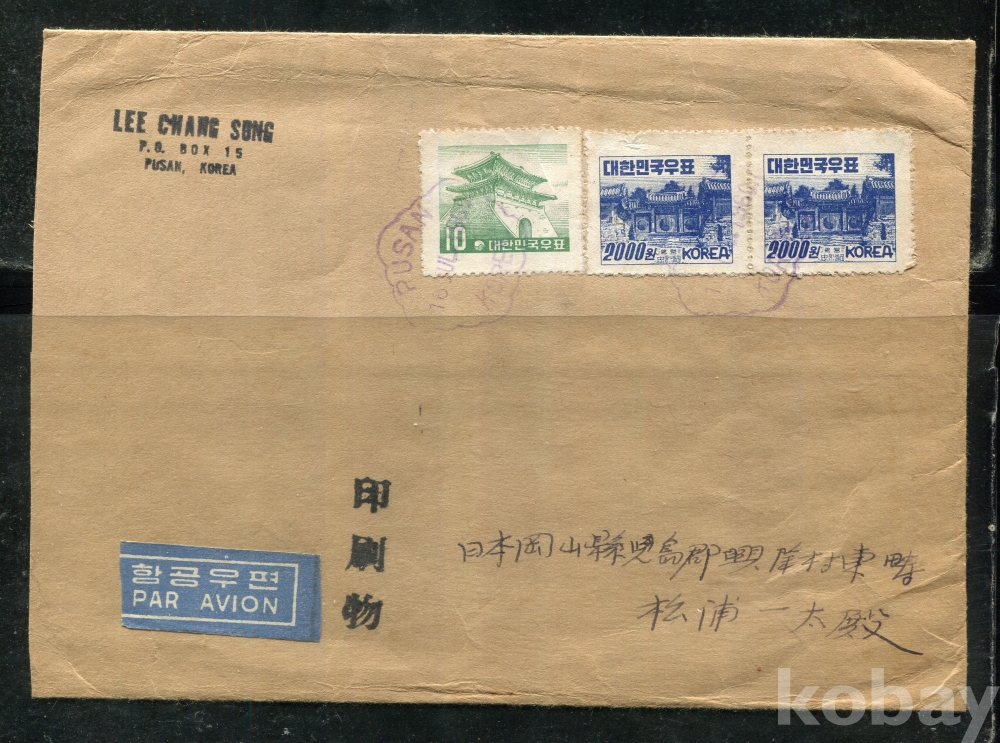 LEE CHANG SUNG
P.O. BOX 15
PUSAN, KOREA
10 대한민국우표
대한민국우표
2000원 KOREA
대한민국우표
2000원 KOREA
PUSAN
KOREA
印刷物
항공우편
PAR AVION
日本岡山縣児島郡興除村東畦
松浦一太殿
kobay